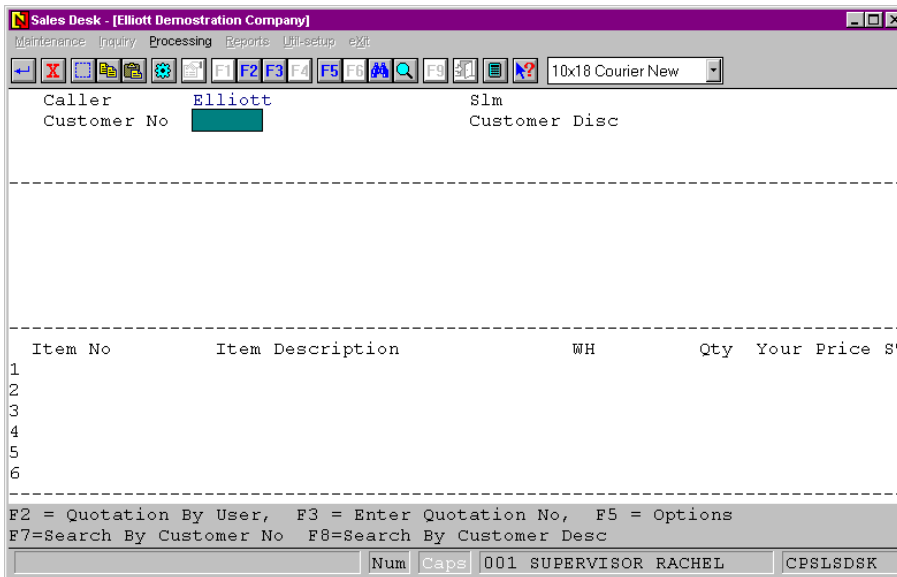 Sales Desk - [Elliott Demostration Company]
Maintenance Inquiry Processing Reports Util-setup eXit
X F1 F2 F3 F4 F5 F6 F9 ? 10x18 Courier New
Caller Elliott Slm
Customer No Customer Disc
Item No Item Description WH Qty Your Price S
1
2
3
4
5
6
F2 = Quotation By User, F3 = Enter Quotation No, F5 = Options
F7=Search By Customer No F8=Search By Customer Desc
Num Caps 001 SUPERVISOR RACHEL CPSLSDSK